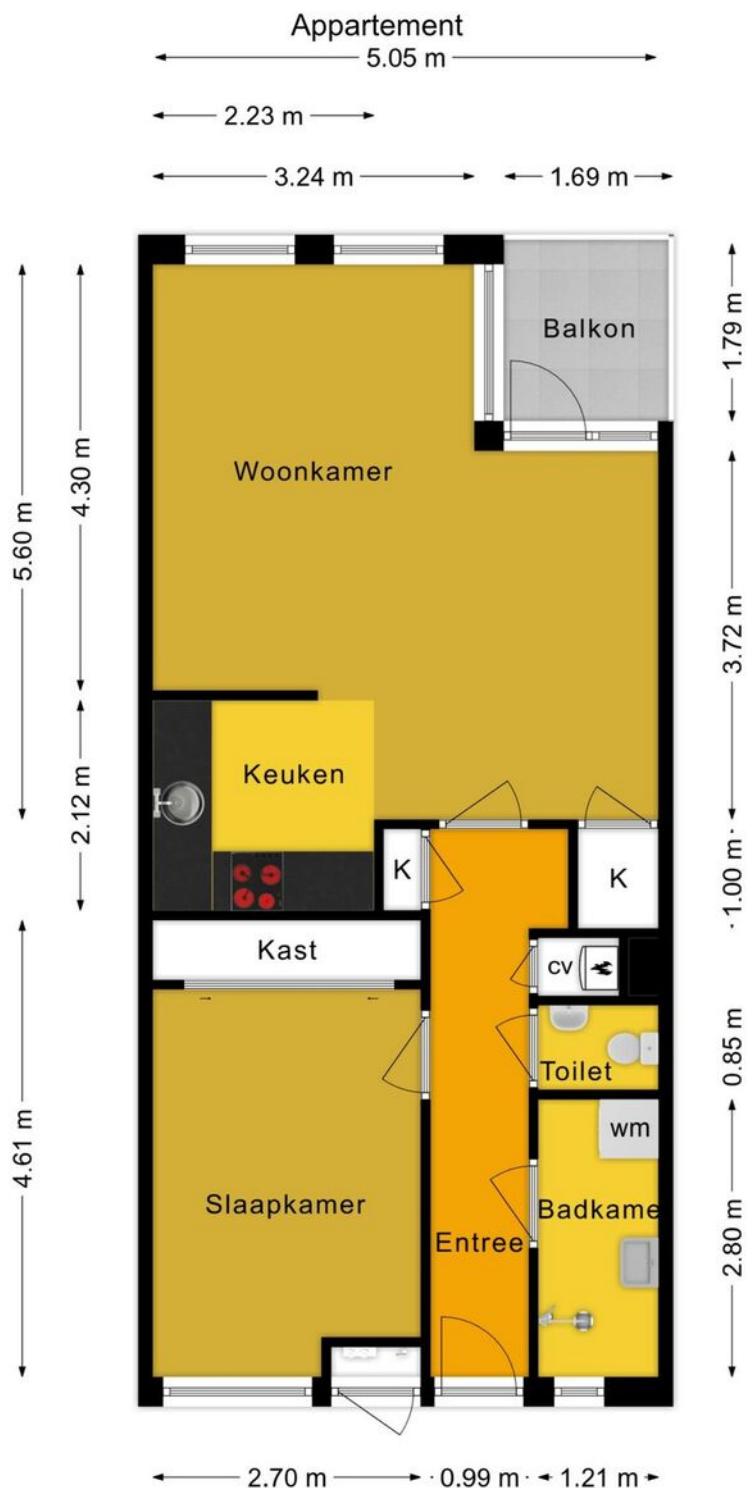 Appartement
5.05 m
2.23 m
3.24 m
1.69 m
Balkon
1.79 m
Woonkamer
4.30 m
5.60 m
3.72 m
Keuken
2.12 m
K
K
1.00 m
Kast
cv
0.85 m
Toilet
wm
4.61 m
Slaapkamer
Badkame
Entree
2.80 m
2.70 m
0.99 m
1.21 m